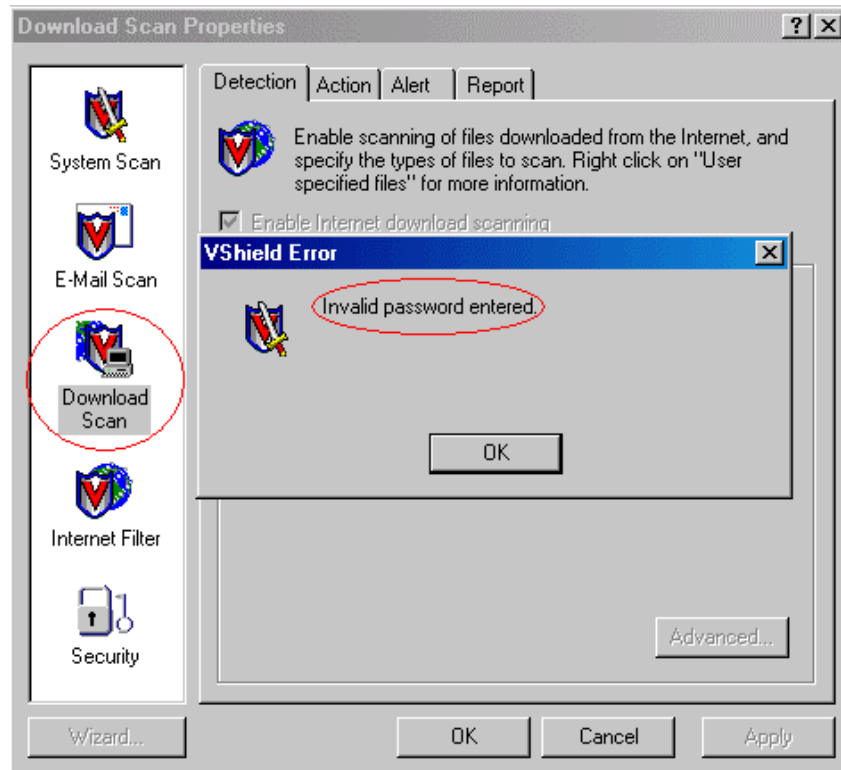 Download Scan Properties
System Scan
E-Mail Scan
Download
Scan
Internet Filter
Security
Detection
Action
Alert
Report
Enable scanning of files downloaded from the Internet, and
specify the types of files to scan. Right click on "User
specified files" for more information.
Enable Internet download scanning
VShield Error
Invalid password entered.
OK
Advanced...
Wizard...
OK
Cancel
Apply